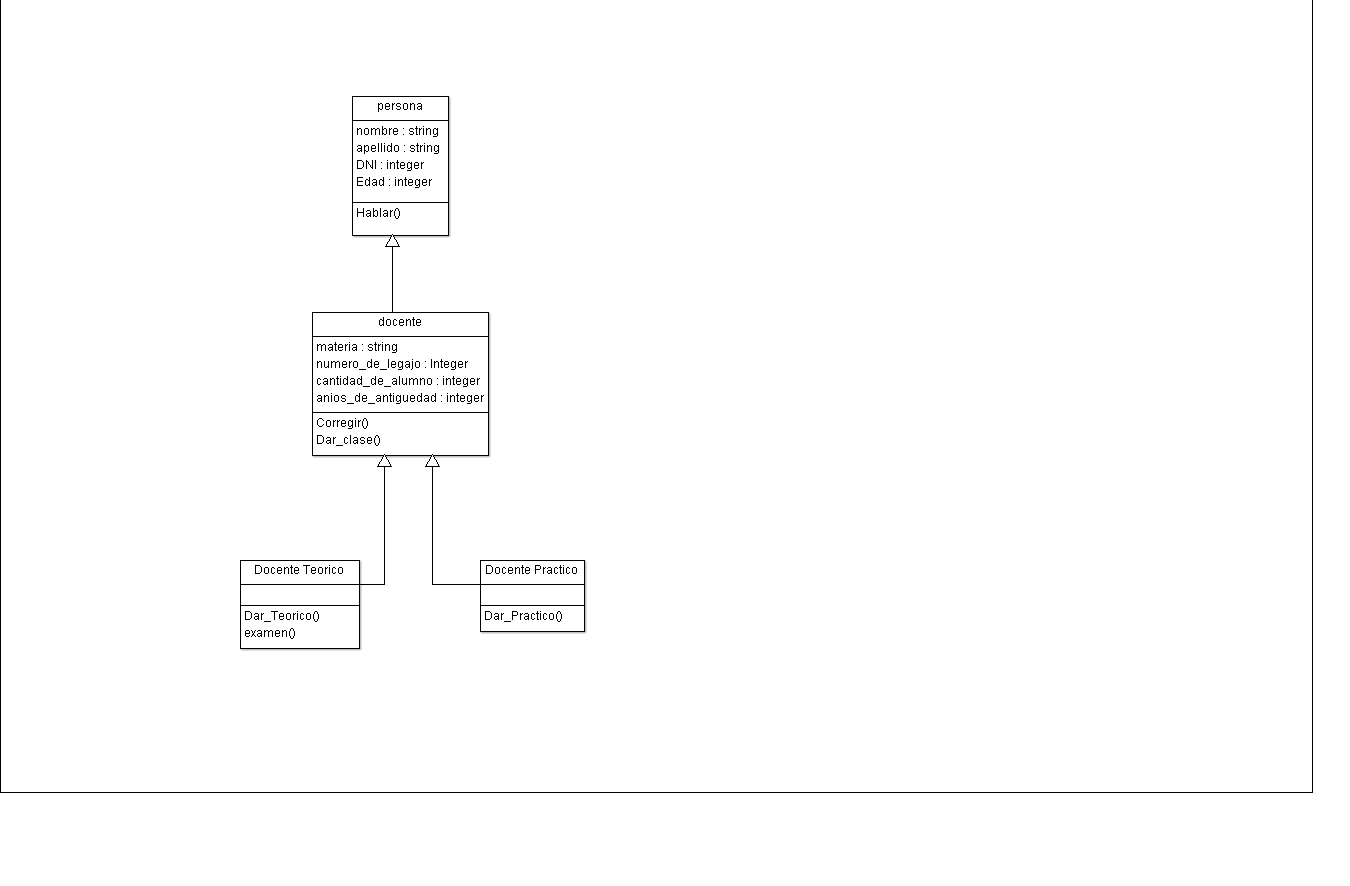 persona
nombre : string
apellido : string
DNI : integer
Edad : integer
Hablar()
docente
materia : string
numero_de_legajo : Integer
cantidad_de_alumno : integer
anios_de_antiguedad : integer
Corregir()
Dar_clase()
Docente Teorico
Dar_Teorico()
examen()
Docente Practico
Dar_Practico()